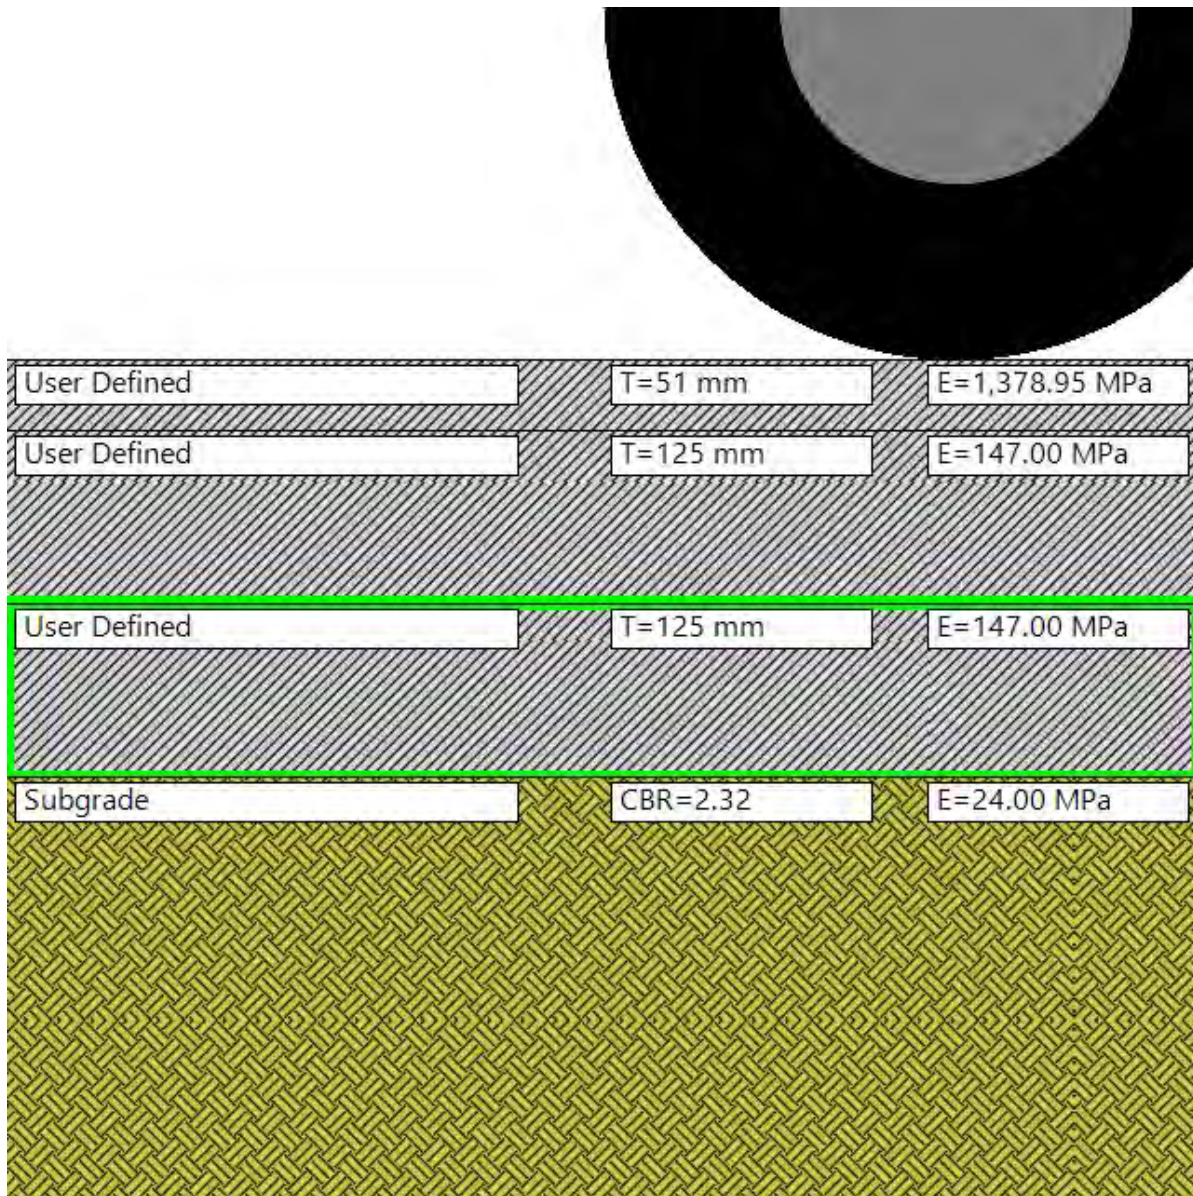 User Defined T=51 mm E=1,378.95 MPa
User Defined T=125 mm E=147.00 MPa
User Defined T=125 mm E=147.00 MPa
Subgrade CBR=2.32 E=24.00 MPa